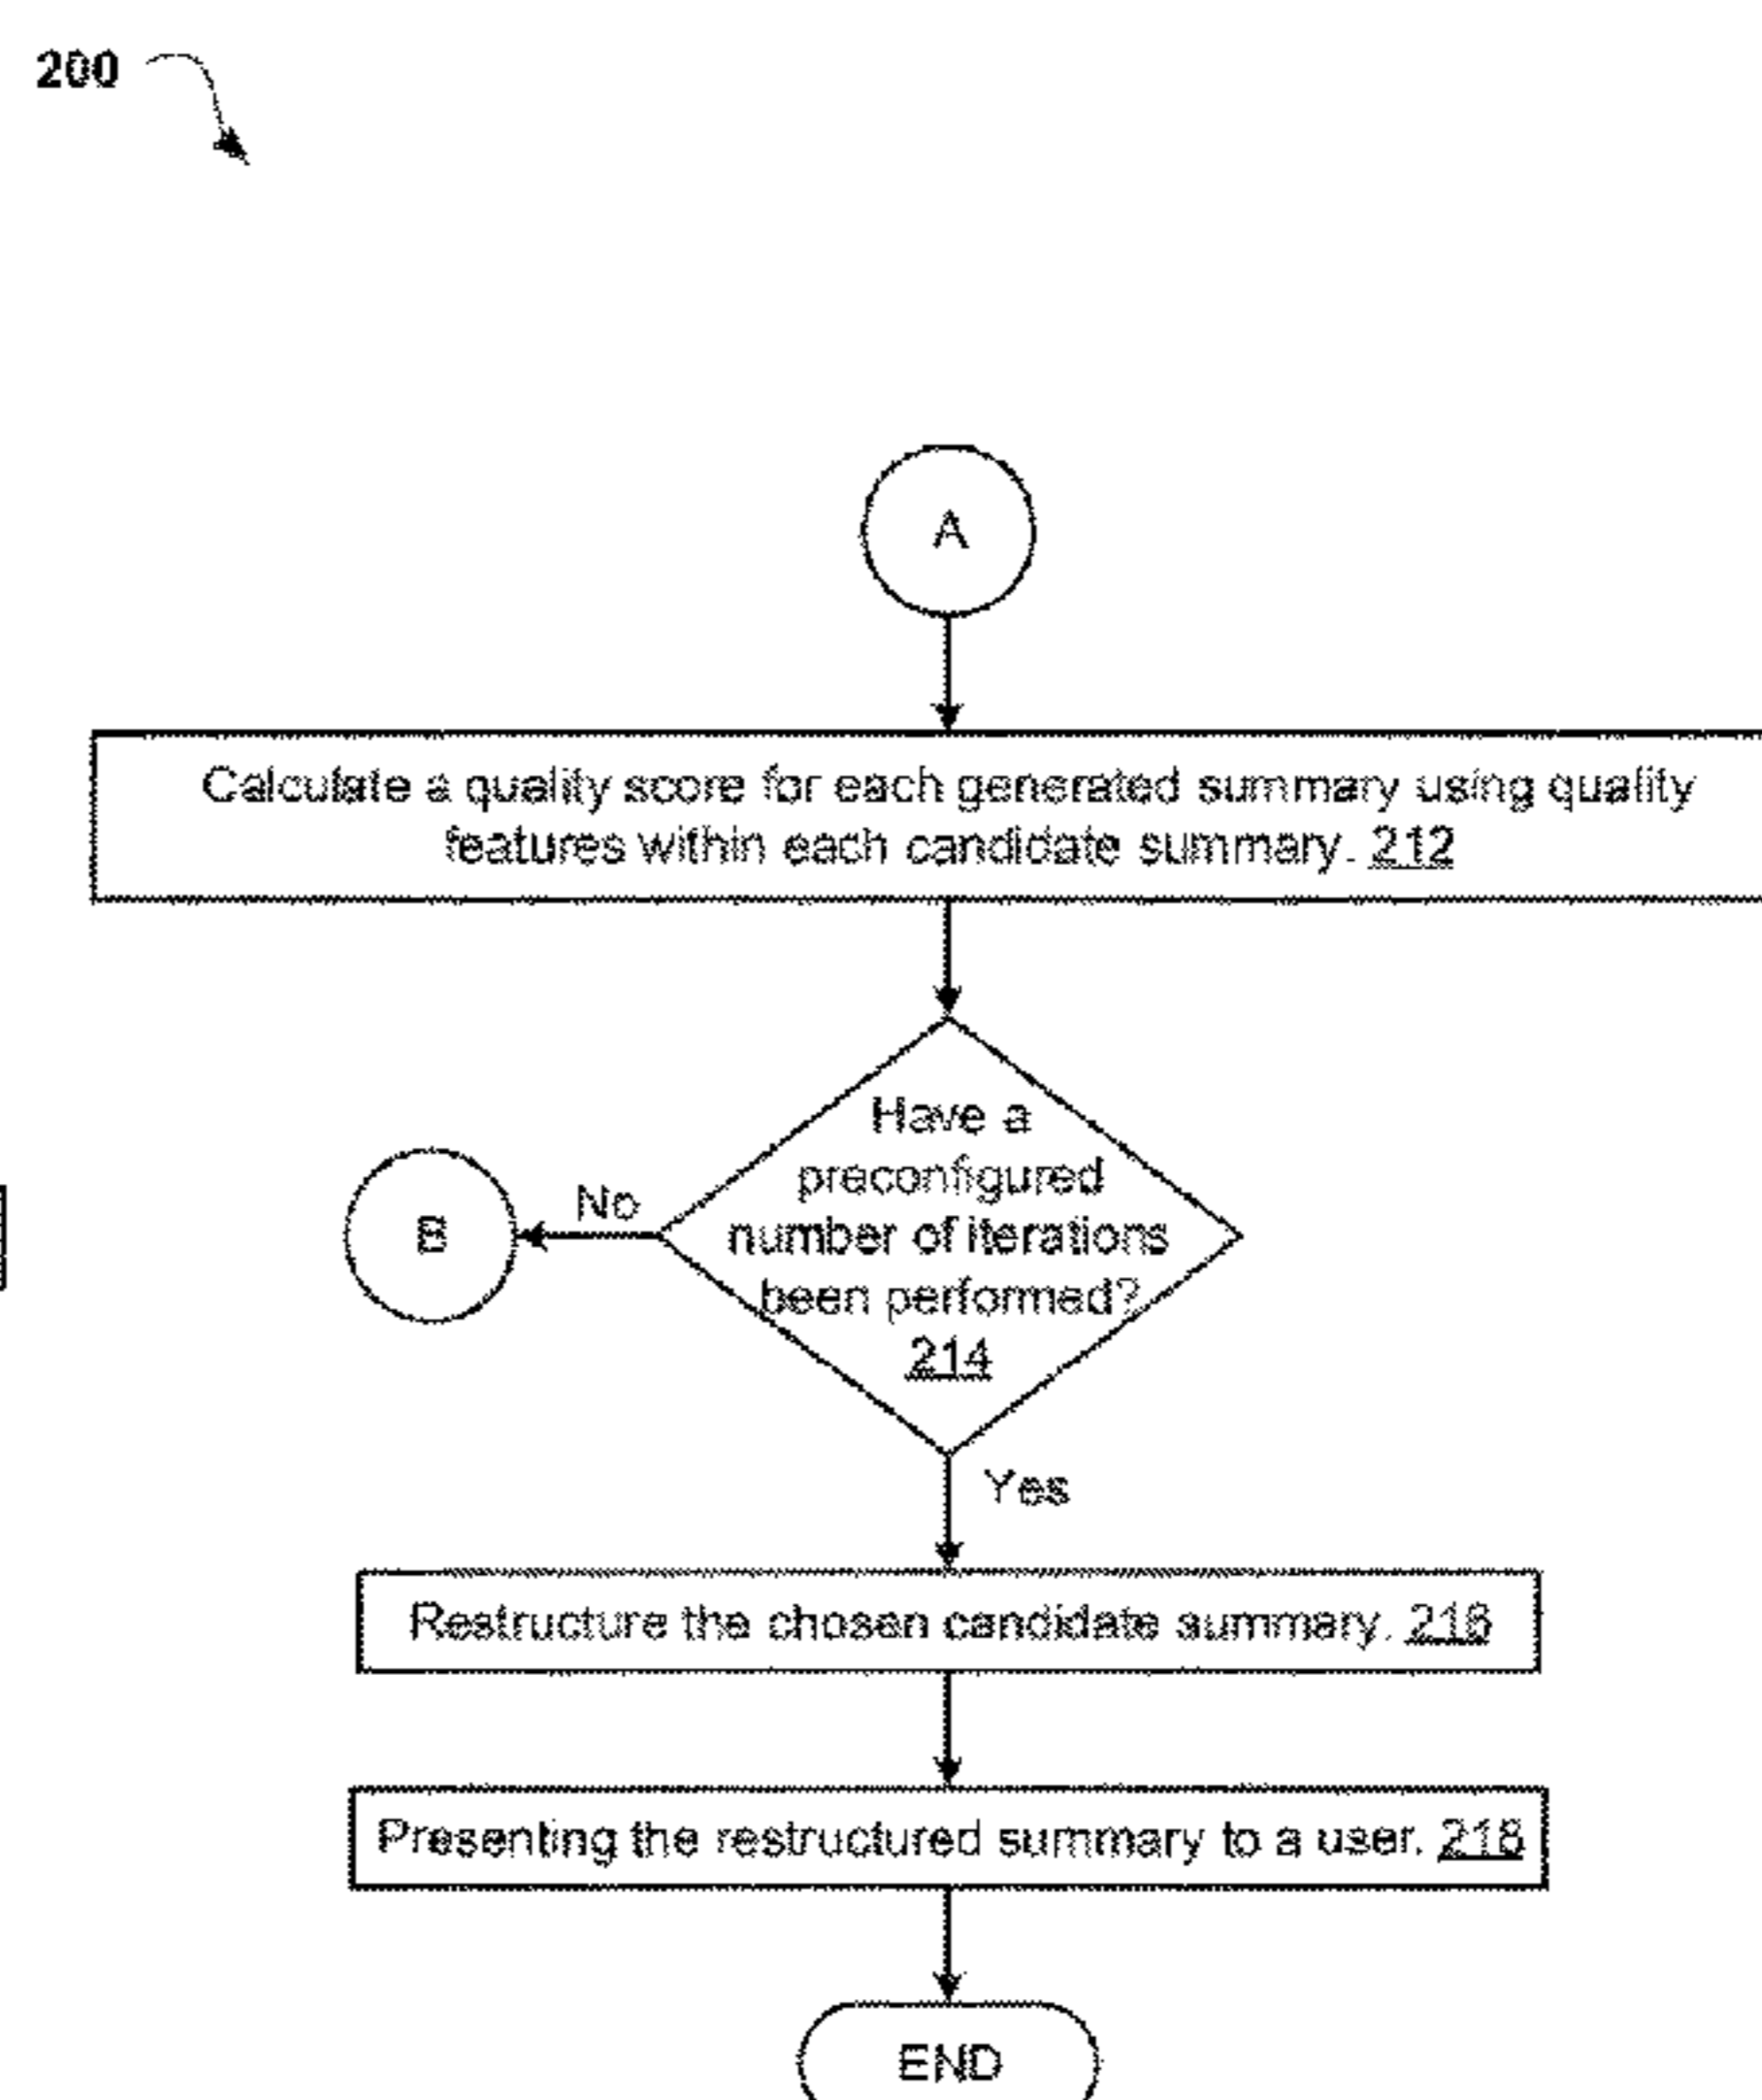 200
A
Calculate a quality score for each generated summary using quality
features within each candidate summary. 212
Have a
preconfigured
number of iterations
been performed?
214
No
B
Yes
Restructure the chosen candidate summary. 216
Presenting the restructured summary to a user. 218
END